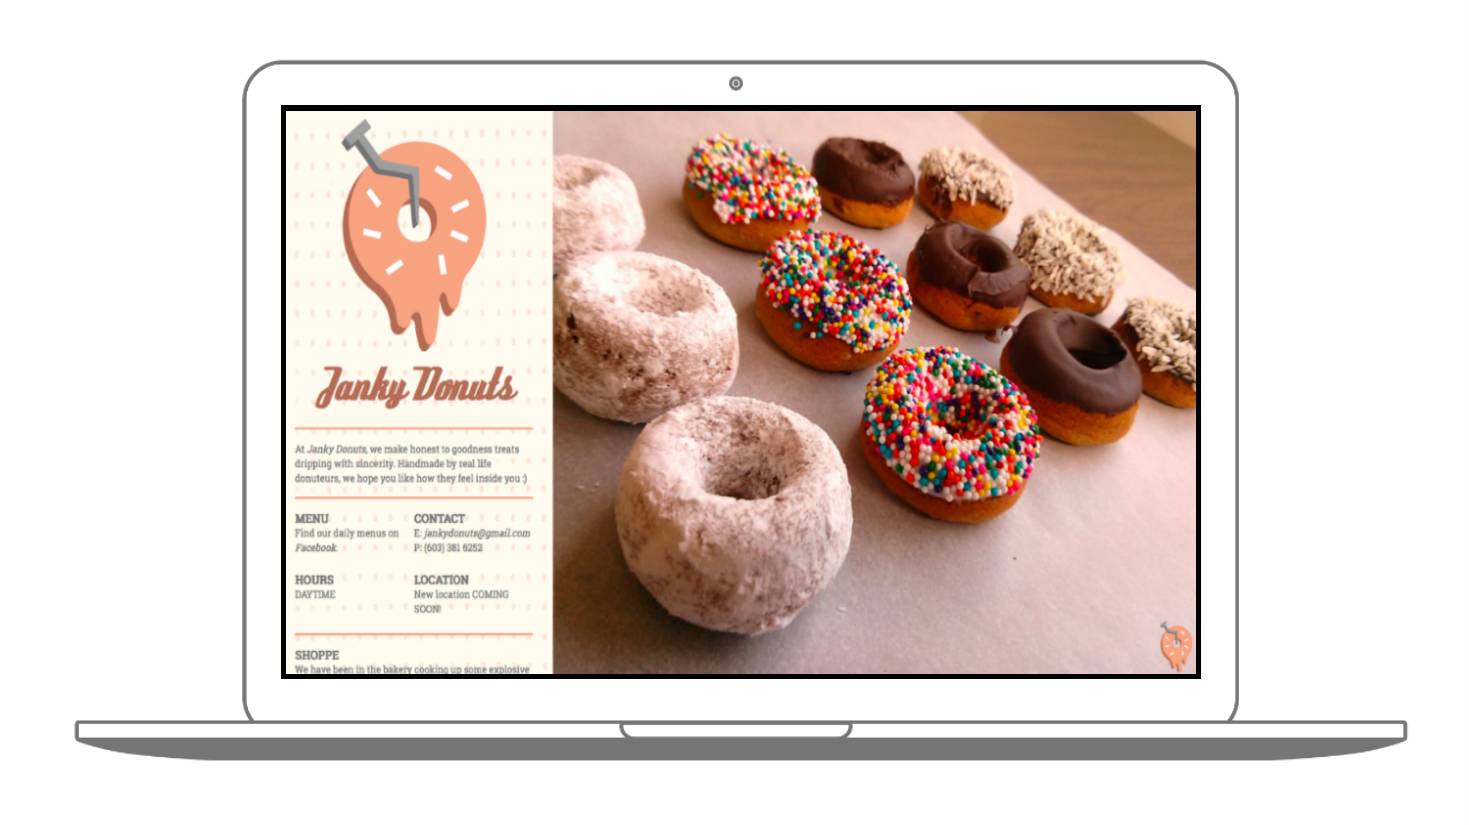 Janky Donuts
At Janky Donuts, we make honest to goodness treats
dripping with sincerity. Handmade by real life
donuteurs, we hope you like how they feel inside you :)
MENU
Find our daily menus on
Facebook.
CONTACT
E: jankydonuts@gmail.com
P: (603) 381 6252
HOURS
DAYTIME
LOCATION
New location COMING
SOON!
SHOPPE
We have been in the bakery cooking up some explosive